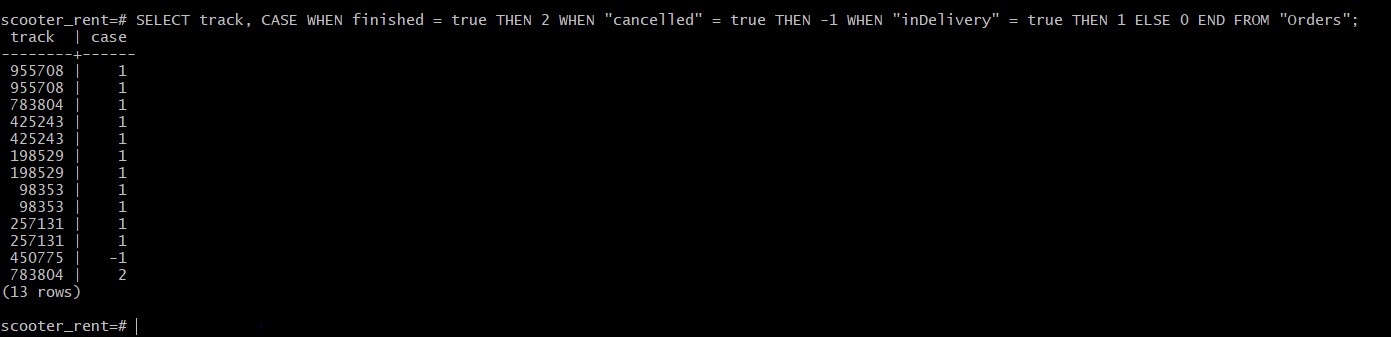 scooter_rent=# SELECT track, CASE WHEN finished = true THEN 2 WHEN "cancelled" = true THEN -1 WHEN "inDelivery" = true THEN 1 ELSE 0 END FROM "Orders";
 track  | case
--------+------
 955708 |    1
 955708 |    1
 783804 |    1
 425243 |    1
 425243 |    1
 198529 |    1
 198529 |    1
  98353 |    1
  98353 |    1
 257131 |    1
 257131 |    1
 450775 |   -1
 783804 |    2
(13 rows)
scooter_rent=#